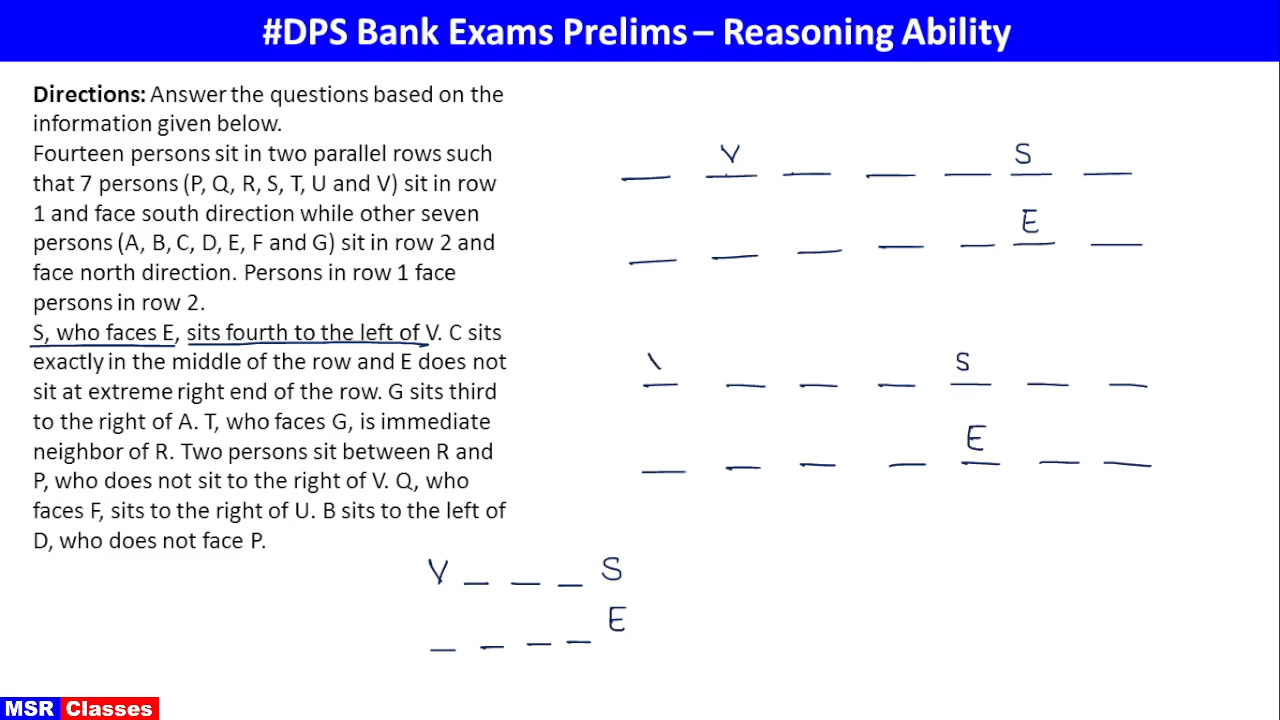 #DPS Bank Exams Prelims – Reasoning Ability
Directions: Answer the questions based on the
information given below.
Fourteen persons sit in two parallel rows such
that 7 persons (P, Q, R, S, T, U and V) sit in row
1 and face south direction while other seven
persons (A, B, C, D, E, F and G) sit in row 2 and
face north direction. Persons in row 1 face
persons in row 2.
S, who faces E, sits fourth to the left of V. C sits
exactly in the middle of the row and E does not
sit at extreme right end of the row. G sits third
to the right of A. T, who faces G, is immediate
neighbor of R. Two persons sit between R and
P, who does not sit to the right of V. Q, who
faces F, sits to the right of U. B sits to the left of
D, who does not face P.
V S
E
S
E
V S
E
MSR Classes